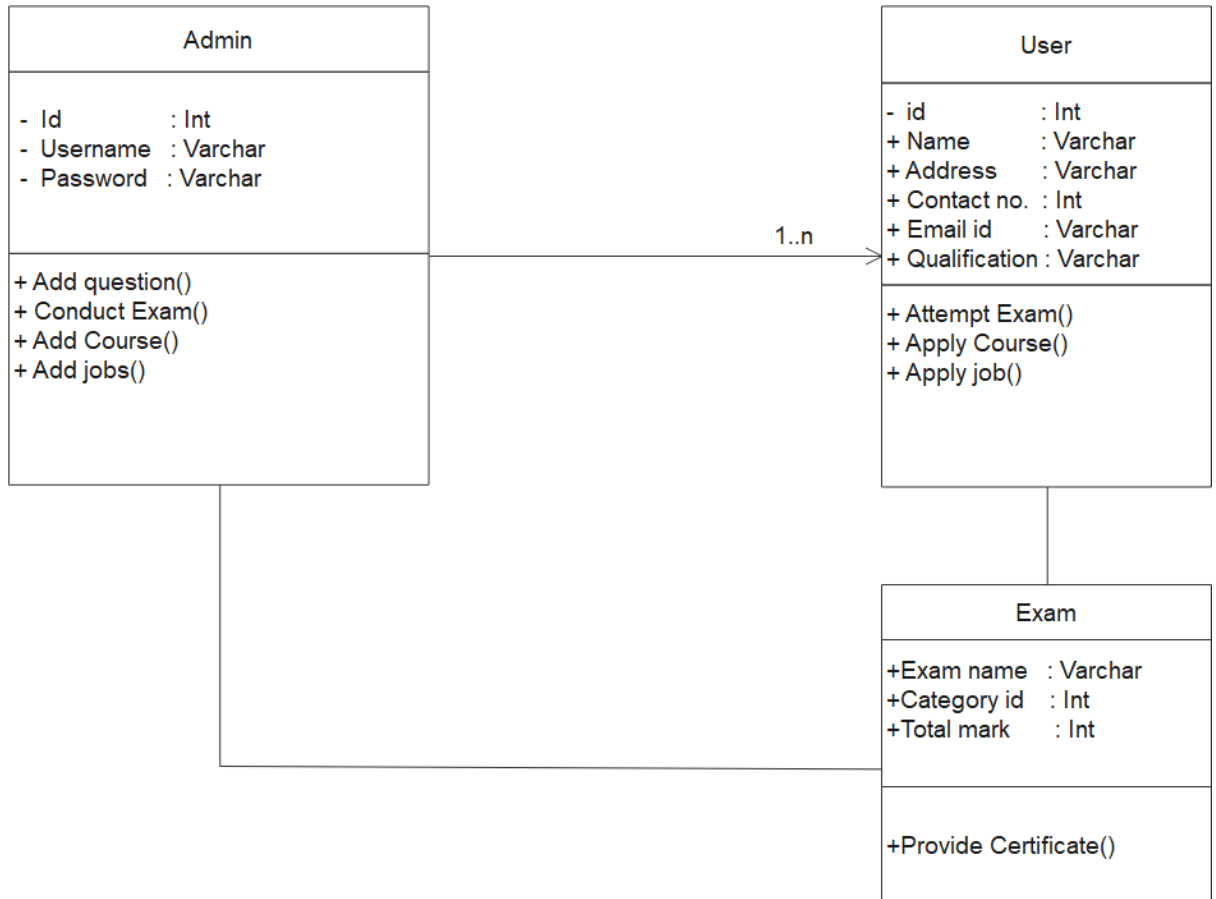 Admin
- Id : Int
- Username : Varchar
- Password : Varchar
+ Add question()
+ Conduct Exam()
+ Add Course()
+ Add jobs()
1..n
User
- id : Int
+ Name : Varchar
+ Address : Varchar
+ Contact no. : Int
+ Email id : Varchar
+ Qualification : Varchar
+ Attempt Exam()
+ Apply Course()
+ Apply job()
Exam
+Exam name : Varchar
+Category id : Int
+Total mark : Int
+Provide Certificate()